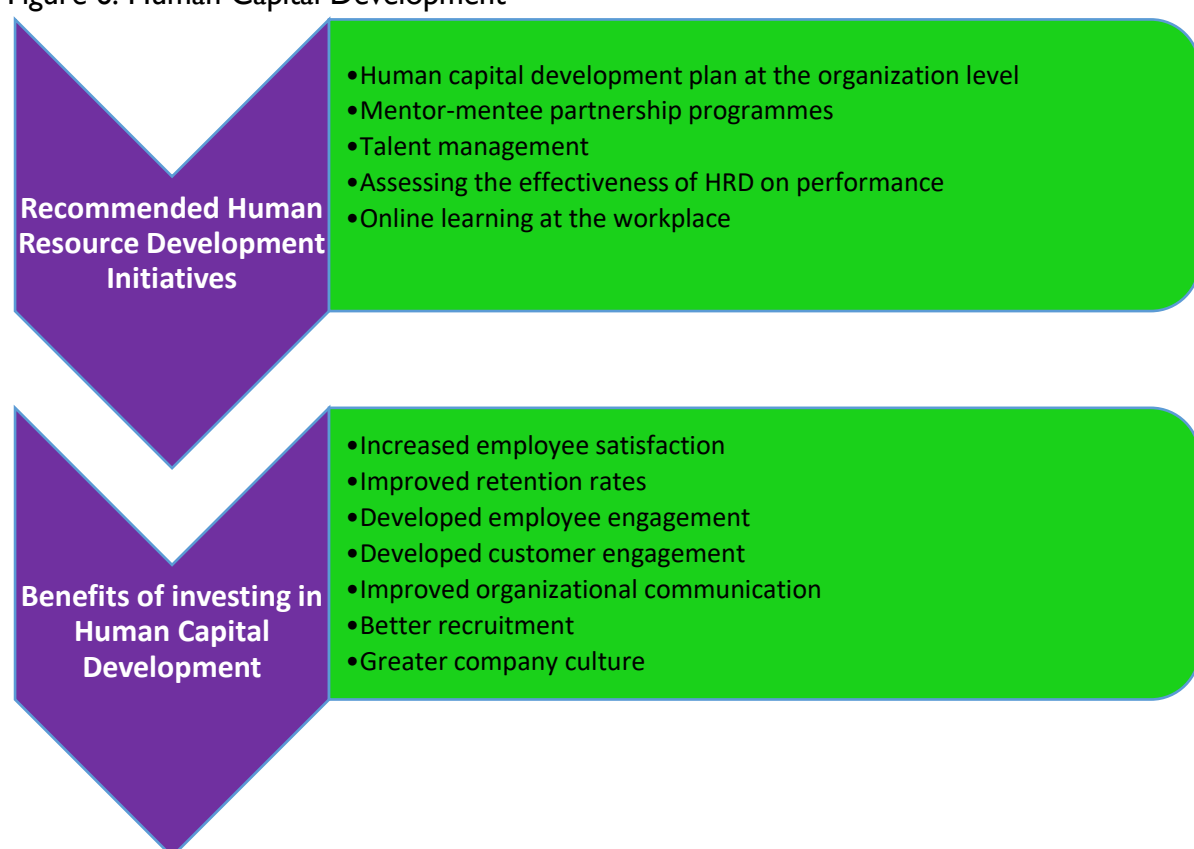 Figure 6: Human Capital Development
•Human capital development plan at the organization level
•Mentor-mentee partnership programmes
•Talent management
•Assessing the effectiveness of HRD on performance
•Online learning at the workplace
Recommended Human
Resource Development
Initiatives
•Increased employee satisfaction
•Improved retention rates
•Developed employee engagement
•Developed customer engagement
•Improved organizational communication
•Better recruitment
•Greater company culture
Benefits of investing in
Human Capital
Development